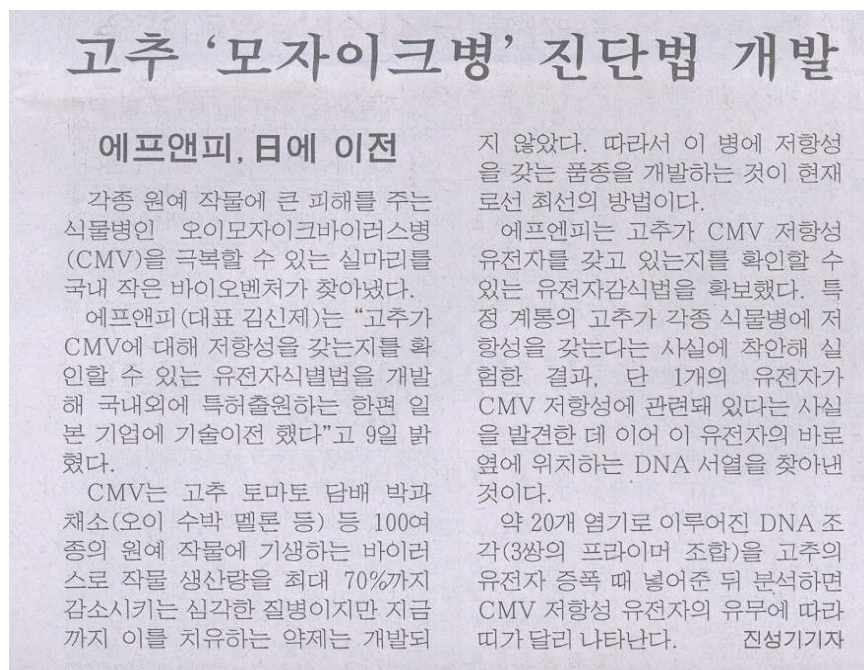 고추 ‘모자이크병’ 진단법 개발
에프앤피, 日에 이전
각종 원예 작물에 큰 피해를 주는
식물병인 오이모자이크바이러스병
(CMV)을 극복할 수 있는 실마리를
국내 작은 바이오벤처가 찾아냈다.
에프앤피(대표 김신제)는 “고추가
CMV에 대해 저항성을 갖는지를 확
인할 수 있는 유전자식별법을 개발
해 국내외에 특허출원하는 한편 일
본 기업에 기술이전 했다”고 9일 밝
혔다.
CMV는 고추 토마토 담배 박과
채소(오이 수박 멜론 등) 등 100여
종의 원예 작물에 기생하는 바이러
스로 작물 생산량을 최대 70%까지
감소시키는 심각한 질병이지만 지금
까지 이를 치유하는 약제는 개발되
지 않았다. 따라서 이 병에 저항성
을 갖는 품종을 개발하는 것이 현재
로선 최선의 방법이다.
에프엔피는 고추가 CMV 저항성
유전자를 갖고 있는지를 확인할 수
있는 유전자감식법을 확보했다. 특
정 계통의 고추가 각종 식물병에 저
항성을 갖는다는 사실에 착안해 실
험한 결과, 단 1개의 유전자가
CMV 저항성에 관련돼 있다는 사실
을 발견한 데 이어 이 유전자의 바로
옆에 위치하는 DNA 서열을 찾아낸
것이다.
약 20개 염기로 이루어진 DNA 조
각(3쌍의 프라이머 조합)을 고추의
유전자 증폭 때 넣어준 뒤 분석하면
CMV 저항성 유전자의 유무에 따라
띠가 달리 나타난다. 진성기기자